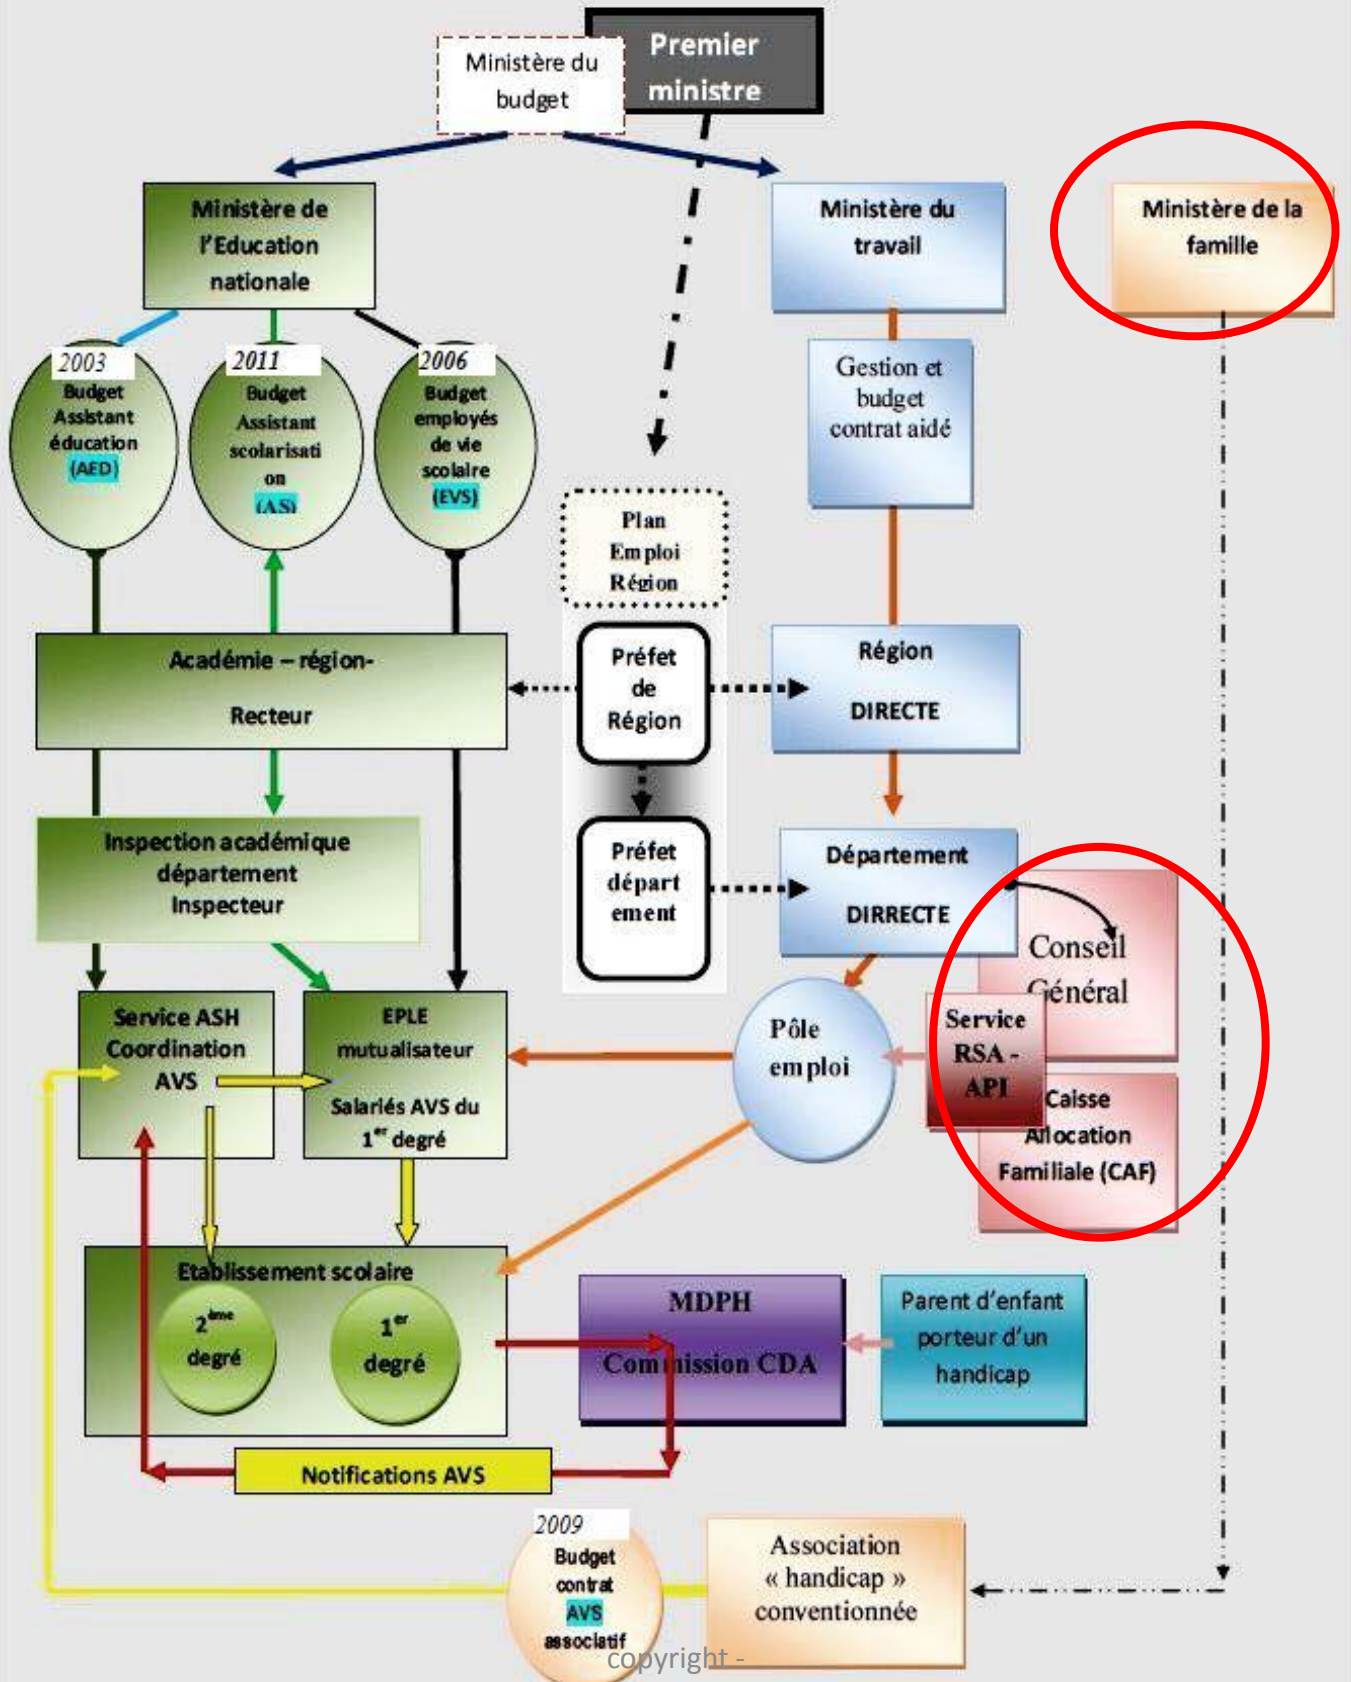 Premier
ministre
Ministère du
budget
Ministère de
l'Education
nationale
Ministère du
travail
Ministère de la
famille
2003
Budget
Assistant
éducation
(AED)
2011
Budget
Assistant
scolarisati
on
(AS)
2006
Budget
employés
de vie
scolaire
(EVS)
Gestion et
budget
contrat aidé
Plan
Emploi
Région
Académie – région-
Recteur
Préfet
de
Région
Région
DIRECTE
Inspection académique
département
Inspecteur
Préfet
départ
ement
Département
DIRRECTE
Conseil
Général
Service ASH
Coordination
AVS
EPLE
mutualisateur
Salariés AVS du
1er degré
Pôle
emploi
Service
RSA -
API
Caisse
Allocation
Familiale (CAF)
Etablissement scolaire
2ème
degré
1er
degré
MDPH
Commission CDA
Parent d'enfant
porteur d'un
handicap
Notifications AVS
2009
Budget
contrat
AVS
associatif
Association
« handicap »
conventionnée
copyright -